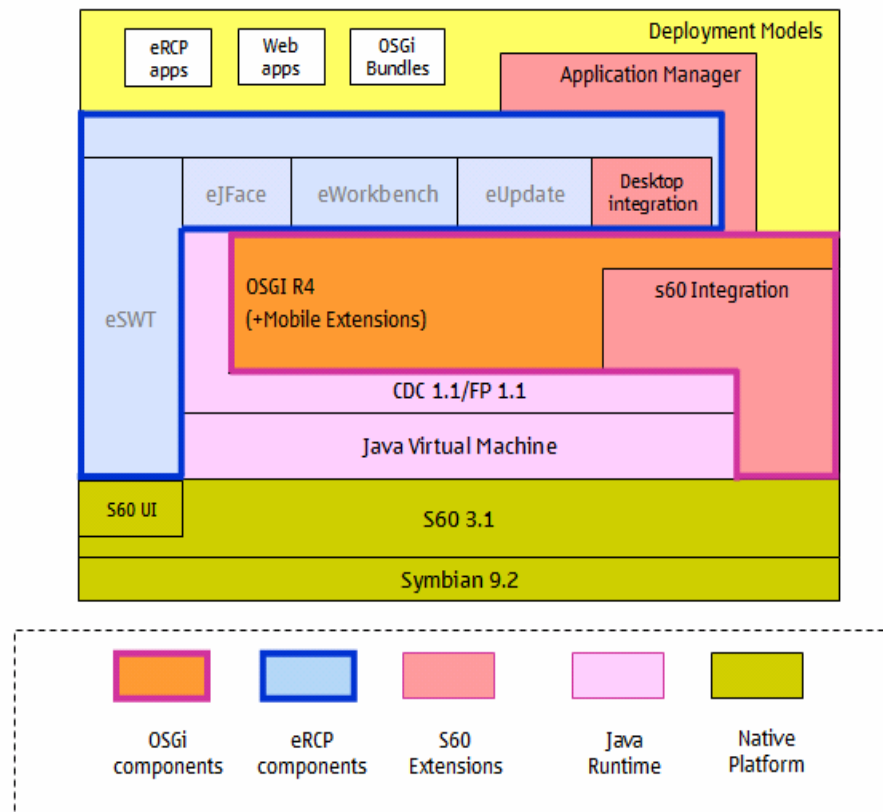 Deployment Models
eRCP
apps
Web
apps
OSGi
Bundles
Application Manager
eJFace
eWorkbench
eUpdate
Desktop
integration
eSWT
OSGI R4
(+Mobile Extensions)
s60 Integration
CDC 1.1/FP 1.1
Java Virtual Machine
S60 UI
S60 3.1
Symbian 9.2
OSGi
components
eRCP
components
S60
Extensions
Java
Runtime
Native
Platform